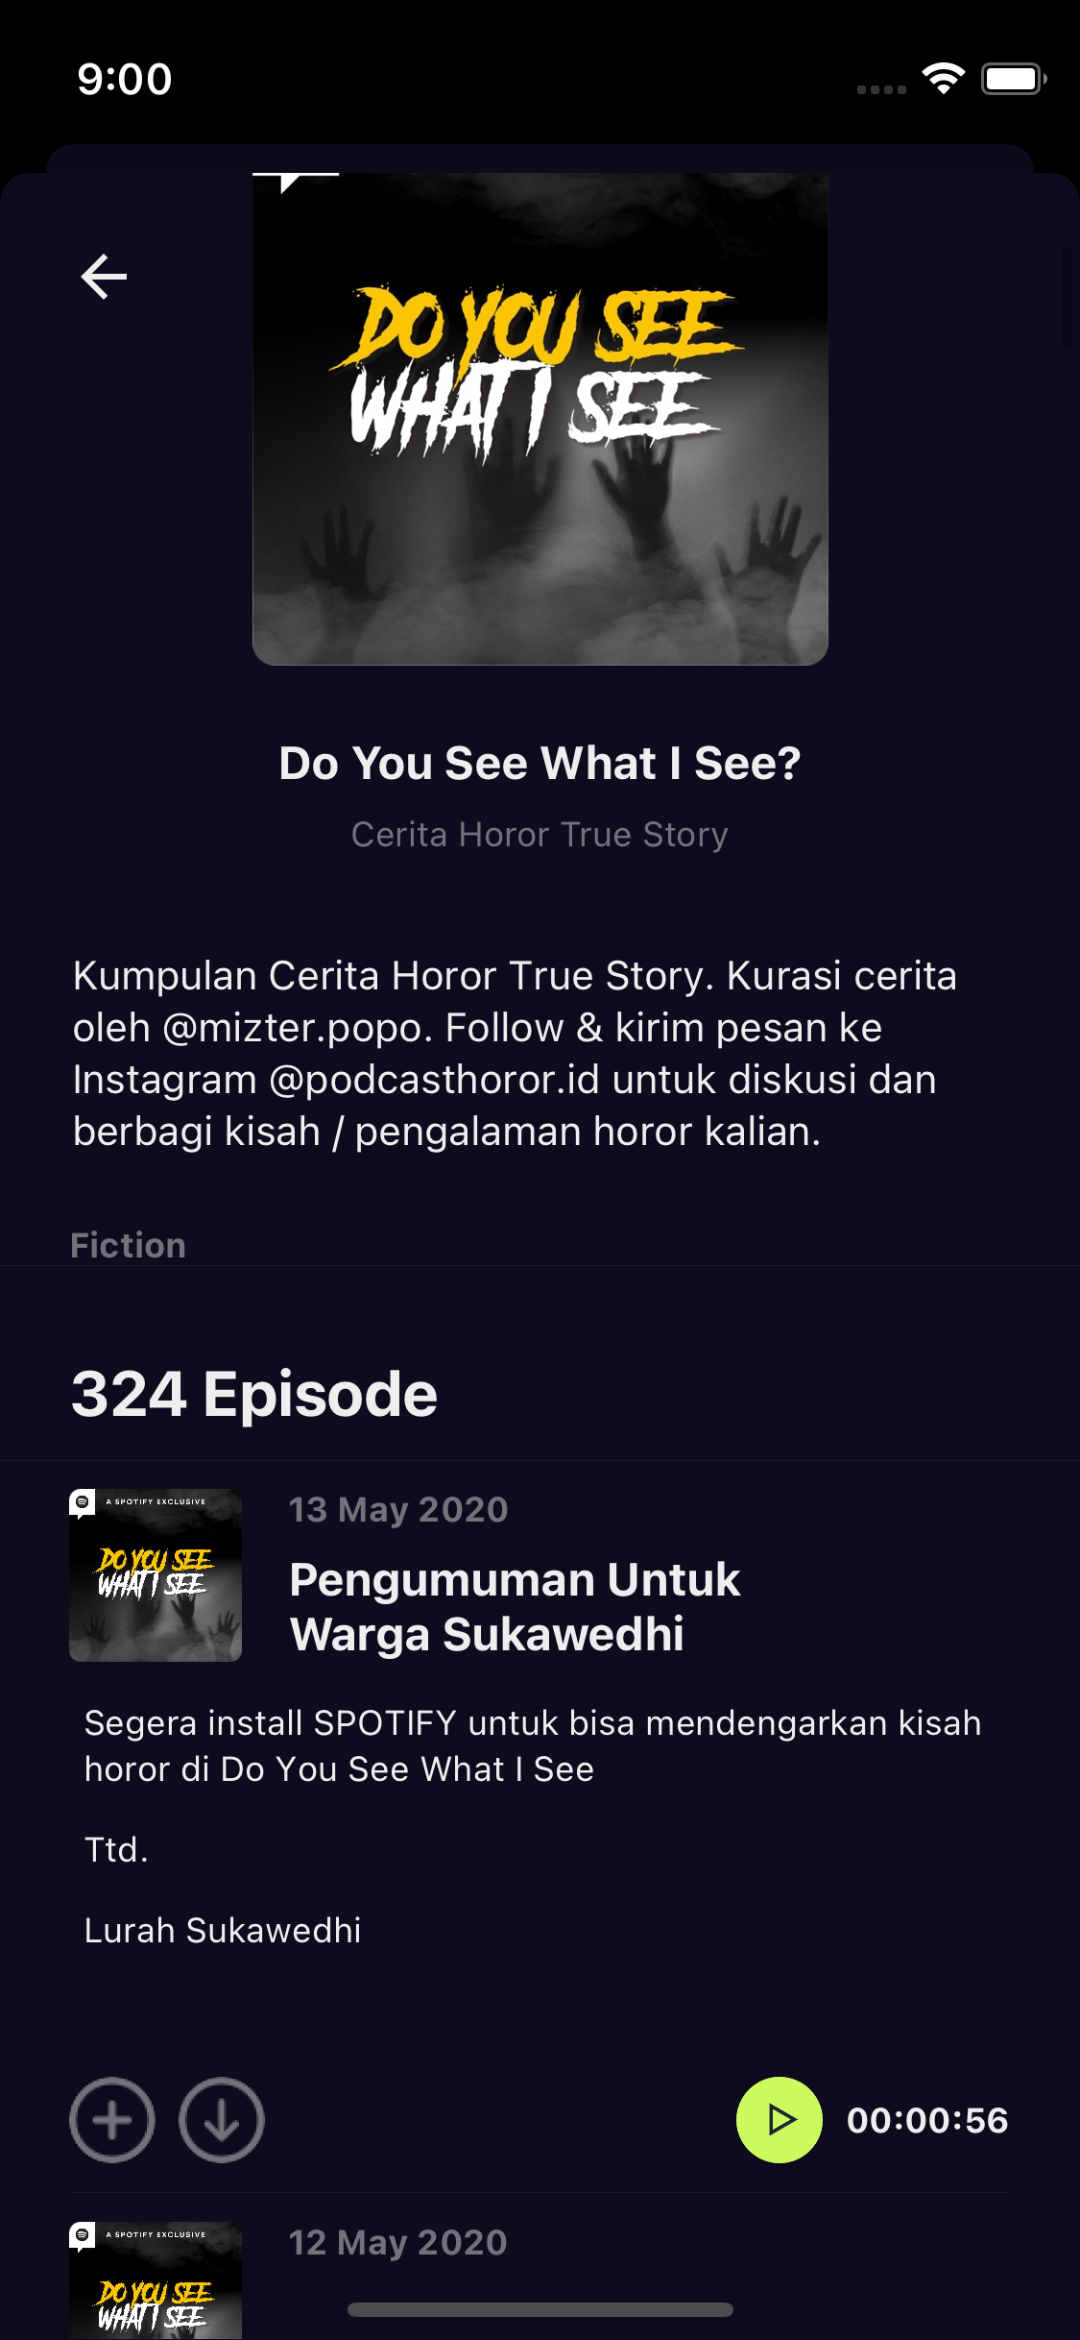 9:00
DO YOU SEE
WHAT I SEE
Do You See What I See?
Cerita Horor True Story
Kumpulan Cerita Horor True Story. Kurasi cerita
oleh @mizter.popo. Follow & kirim pesan ke
Instagram @podcasthoror.id untuk diskusi dan
berbagi kisah / pengalaman horor kalian.
Fiction
324 Episode
A SPOTIFY EXCLUSIVE
DO YOU SEE
WHAT I SEE
13 May 2020
Pengumuman Untuk
Warga Sukawedhi
Segera install SPOTIFY untuk bisa mendengarkan kisah
horor di Do You See What I See
Ttd.
Lurah Sukawedhi
00:00:56
A SPOTIFY EXCLUSIVE
DO YOU SEE
WHAT I SEE
12 May 2020